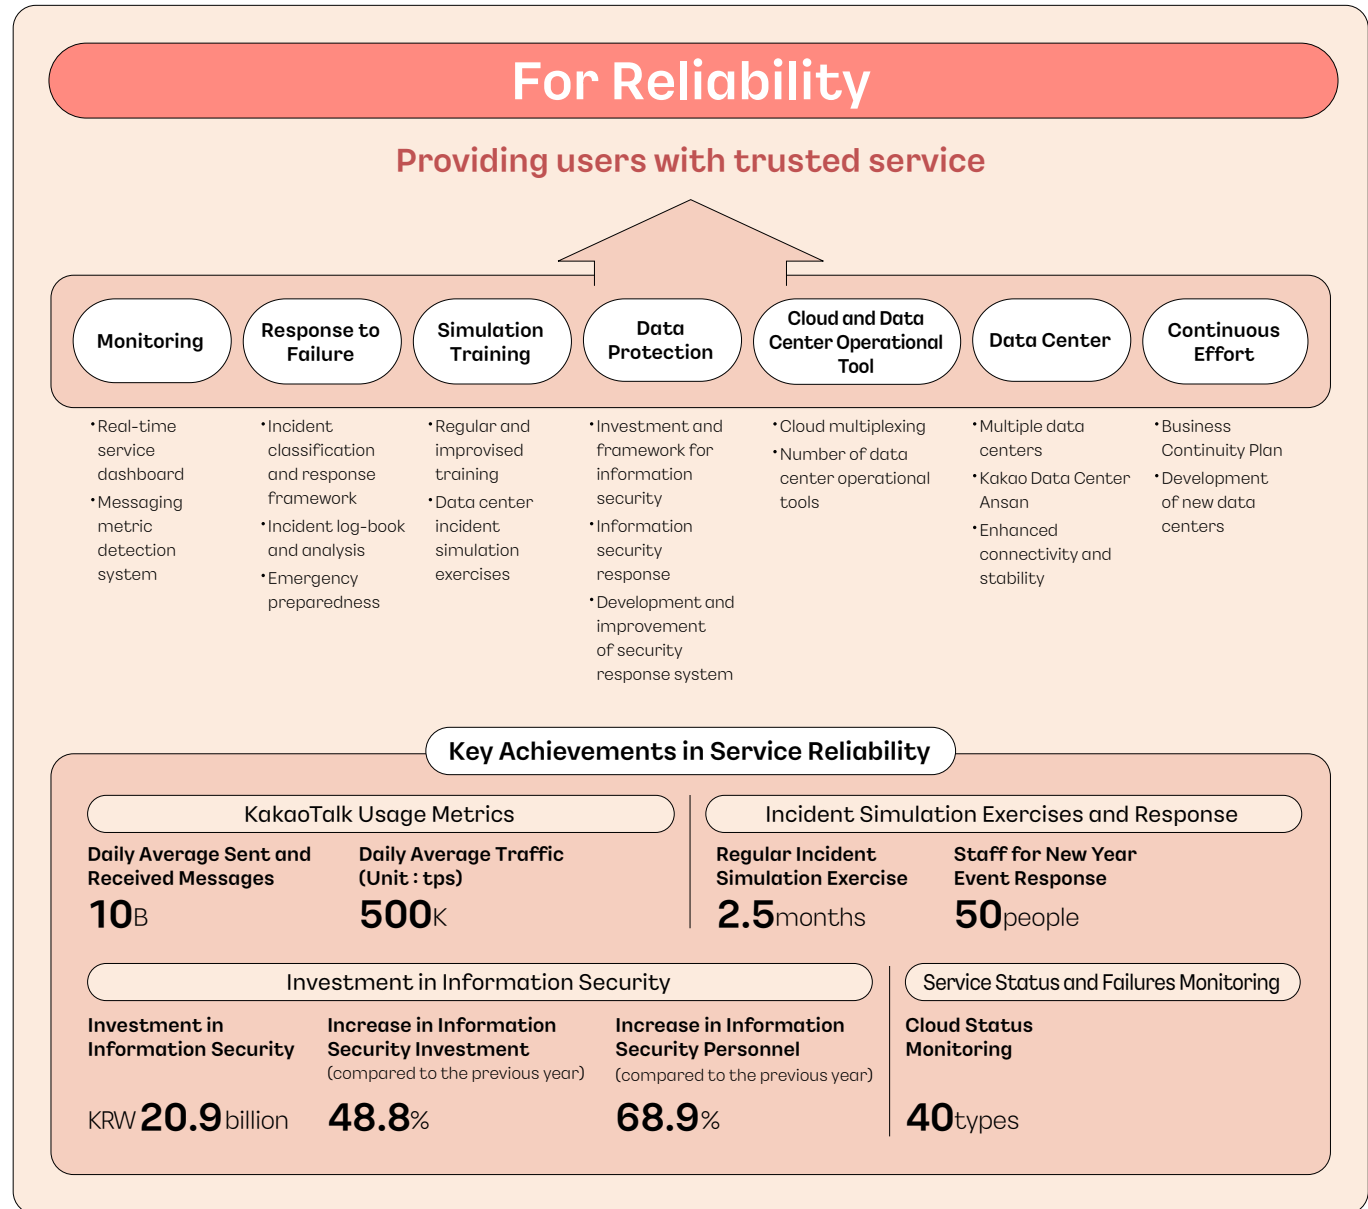 For Reliability
Providing users with trusted service
Monitoring
Response to
Failure
Simulation
Training
Data
Protection
Cloud and Data
Center Operational
Tool
Data Center
Continuous
Effort
•Real-time
service
dashboard
•Messaging
metric
detection
system
•Incident
classification
and response
framework
•Incident log-book
and analysis
•Emergency
preparedness
•Regular and
improvised
training
•Data center
incident
simulation
exercises
•Investment and
framework for
information
security
•Information
security
response
•Development and
improvement
of security
response system
•Cloud multiplexing
•Number of data
center operational
tools
•Multiple data
centers
•Kakao Data Center
Ansan
•Enhanced
connectivity and
stability
•Business
Continuity Plan
•Development
of new data
centers
Key Achievements in Service Reliability
KakaoTalk Usage Metrics
Daily Average Sent and
Received Messages
10B
Daily Average Traffic
(Unit : tps)
500K
Incident Simulation Exercises and Response
Regular Incident
Simulation Exercise
2.5months
Staff for New Year
Event Response
50people
Investment in Information Security
Investment in
Information Security
KRW 20.9 billion
Increase in Information
Security Investment
(compared to the previous year)
48.8%
Increase in Information
Security Personnel
(compared to the previous year)
68.9%
Service Status and Failures Monitoring
Cloud Status
Monitoring
40types